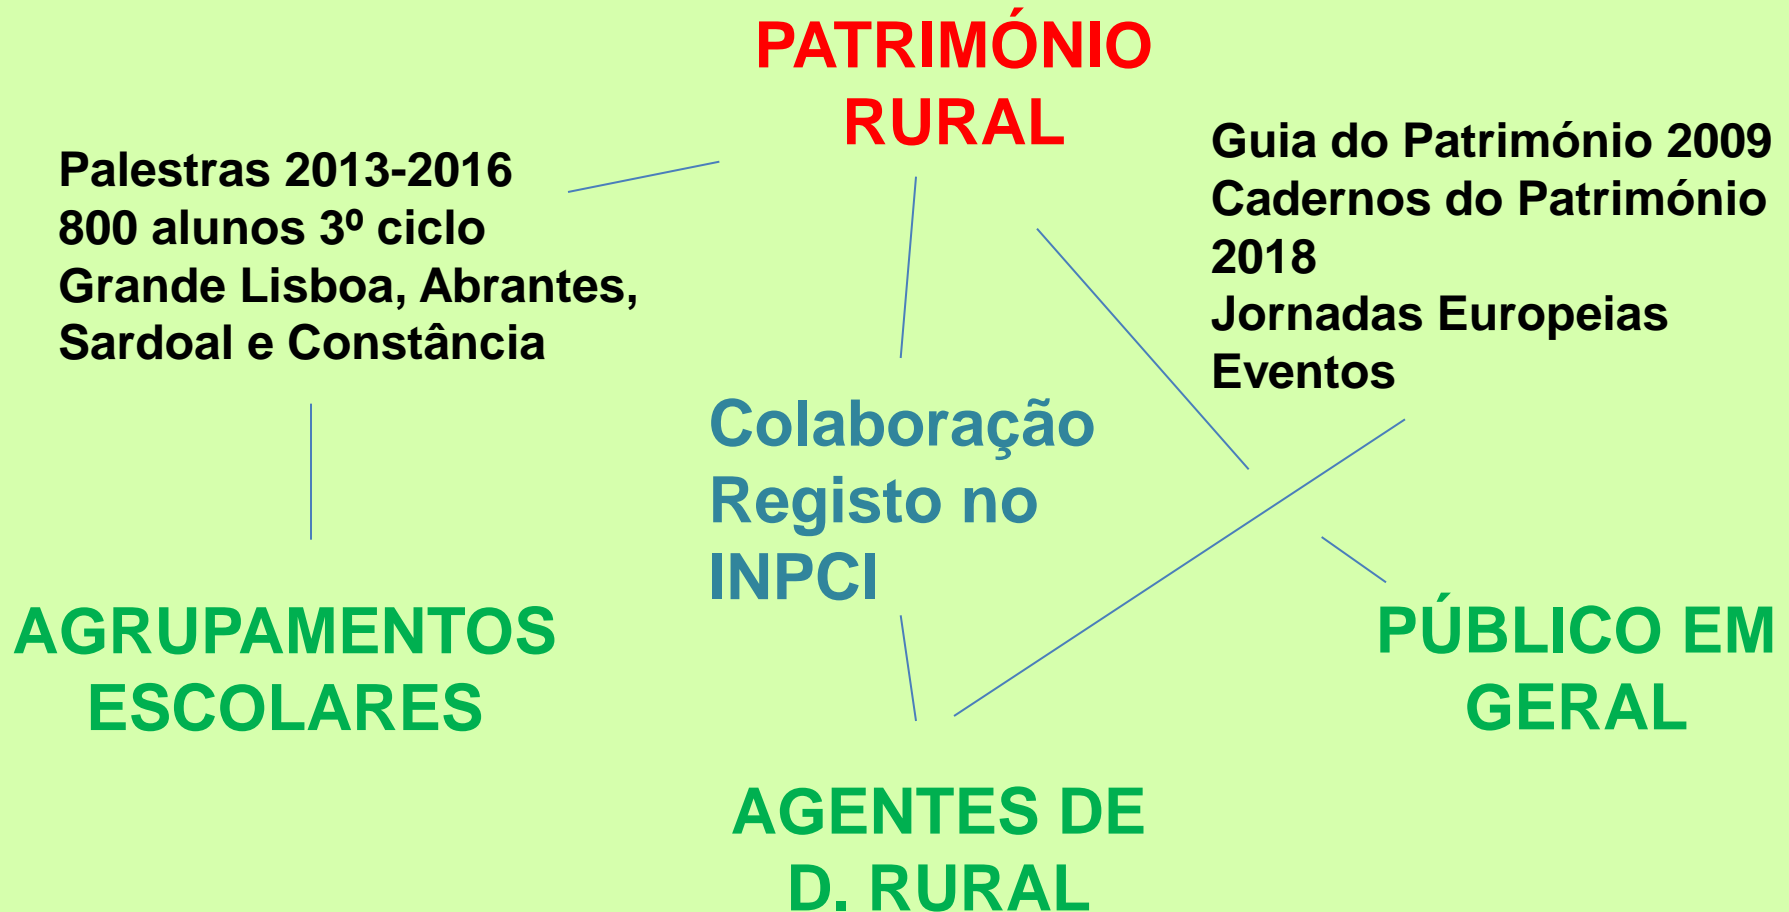 PATRIMÓNIO
RURAL
Palestras 2013-2016
800 alunos 3º ciclo
Grande Lisboa, Abrantes,
Sardoal e Constância
Guia do Património 2009
Cadernos do Património
2018
Jornadas Europeias
Eventos
Colaboração
Registo no
INPCI
AGRUPAMENTOS
ESCOLARES
PÚBLICO EM
GERAL
AGENTES DE
D. RURAL